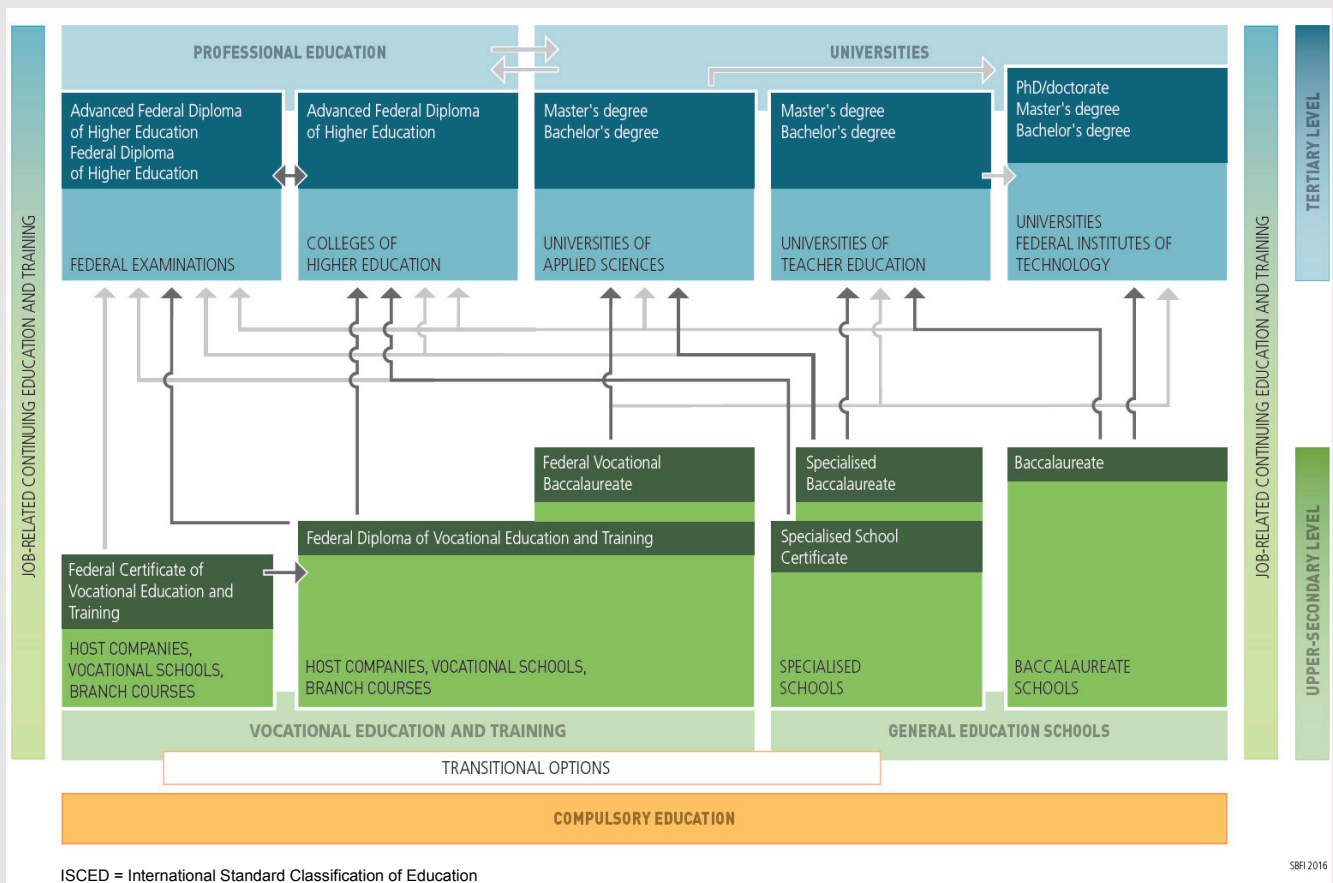 JOB-RELATED CONTINUING EDUCATION AND TRAINING
PROFESSIONAL EDUCATION
UNIVERSITIES
Advanced Federal Diploma
of Higher Education
Federal Diploma
of Higher Education
FEDERAL EXAMINATIONS
Advanced Federal Diploma
of Higher Education
COLLEGES OF
HIGHER EDUCATION
Master's degree
Bachelor's degree
UNIVERSITIES OF
APPLIED SCIENCES
Master's degree
Bachelor's degree
UNIVERSITIES OF
TEACHER EDUCATION
PhD/doctorate
Master's degree
Bachelor's degree
UNIVERSITIES
FEDERAL INSTITUTES OF
TECHNOLOGY
JOB-RELATED CONTINUING EDUCATION AND TRAINING
TERTIARY LEVEL
Federal Certificate of
Vocational Education and
Training
HOST COMPANIES,
VOCATIONAL SCHOOLS,
BRANCH COURSES
Federal Vocational
Baccalaureate
Federal Diploma of Vocational Education and Training
HOST COMPANIES, VOCATIONAL SCHOOLS,
BRANCH COURSES
Specialised
Baccalaureate
Specialised School
Certificate
SPECIALISED
SCHOOLS
Baccalaureate
BACCALAUREATE
SCHOOLS
UPPER-SECONDARY LEVEL
VOCATIONAL EDUCATION AND TRAINING
GENERAL EDUCATION SCHOOLS
TRANSITIONAL OPTIONS
COMPULSORY EDUCATION
SBFI 2016
ISCED = International Standard Classification of Education